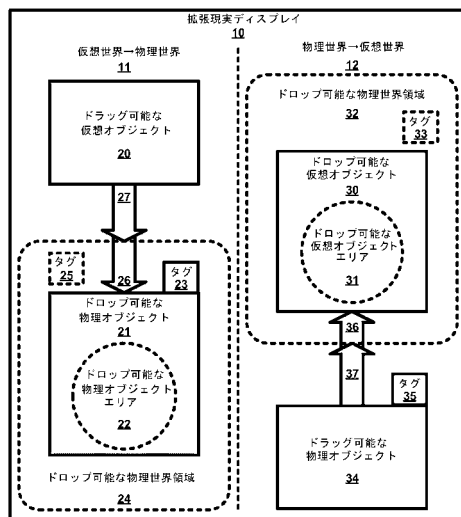 拡張現実ディスプレイ
10
仮想世界→物理世界
11
ドラッグ可能な
仮想オブジェクト
20
27
タグ
25
26
タグ
23
ドロップ可能な
物理オブジェクト
21
ドロップ可能な
物理オブジェクト
エリア
22
ドロップ可能な物理世界領域
24
物理世界→仮想世界
12
ドロップ可能な物理世界領域
32
タグ
33
ドロップ可能な
仮想オブジェクト
30
ドロップ可能な
仮想オブジェクト
エリア
31
36
37
タグ
35
ドラッグ可能な
物理オブジェクト
34